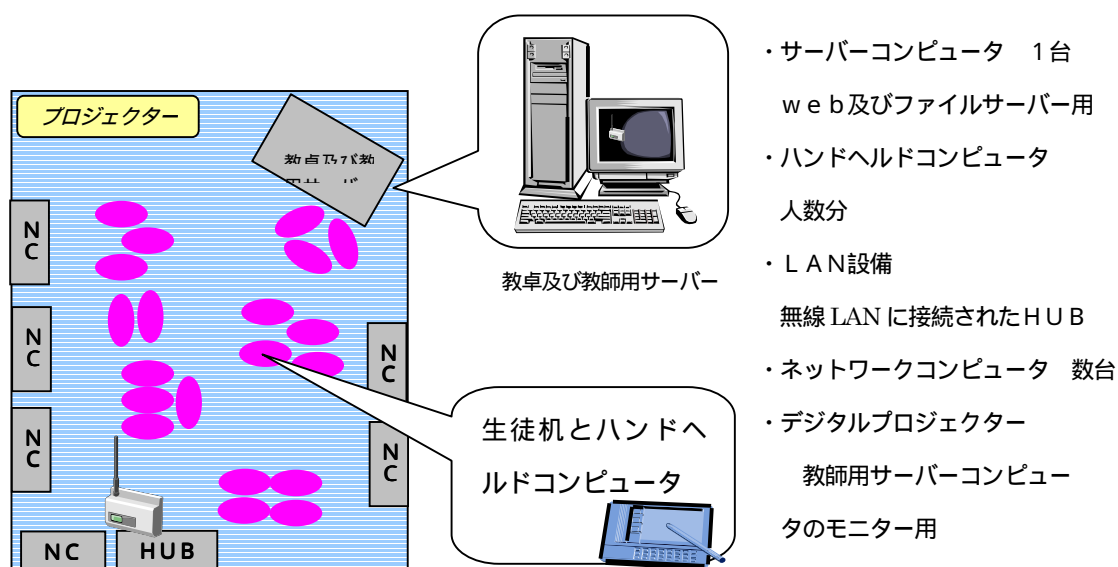 プロジェクター
教卓及び教
NC
NC
NC
NC
NC
NC
HUB
教卓及び教師用サーバー
生徒机とハンドヘ
ルドコンピュータ
・サーバーコンピュータ　1台
ｗｅｂ及びファイルサーバー用
・ハンドヘルドコンピュータ
人数分
・ＬＡＮ設備
無線 LAN に接続されたＨＵＢ
・ネットワークコンピュータ　数台
・デジタルプロジェクター
教師用サーバーコンピュー
タのモニター用